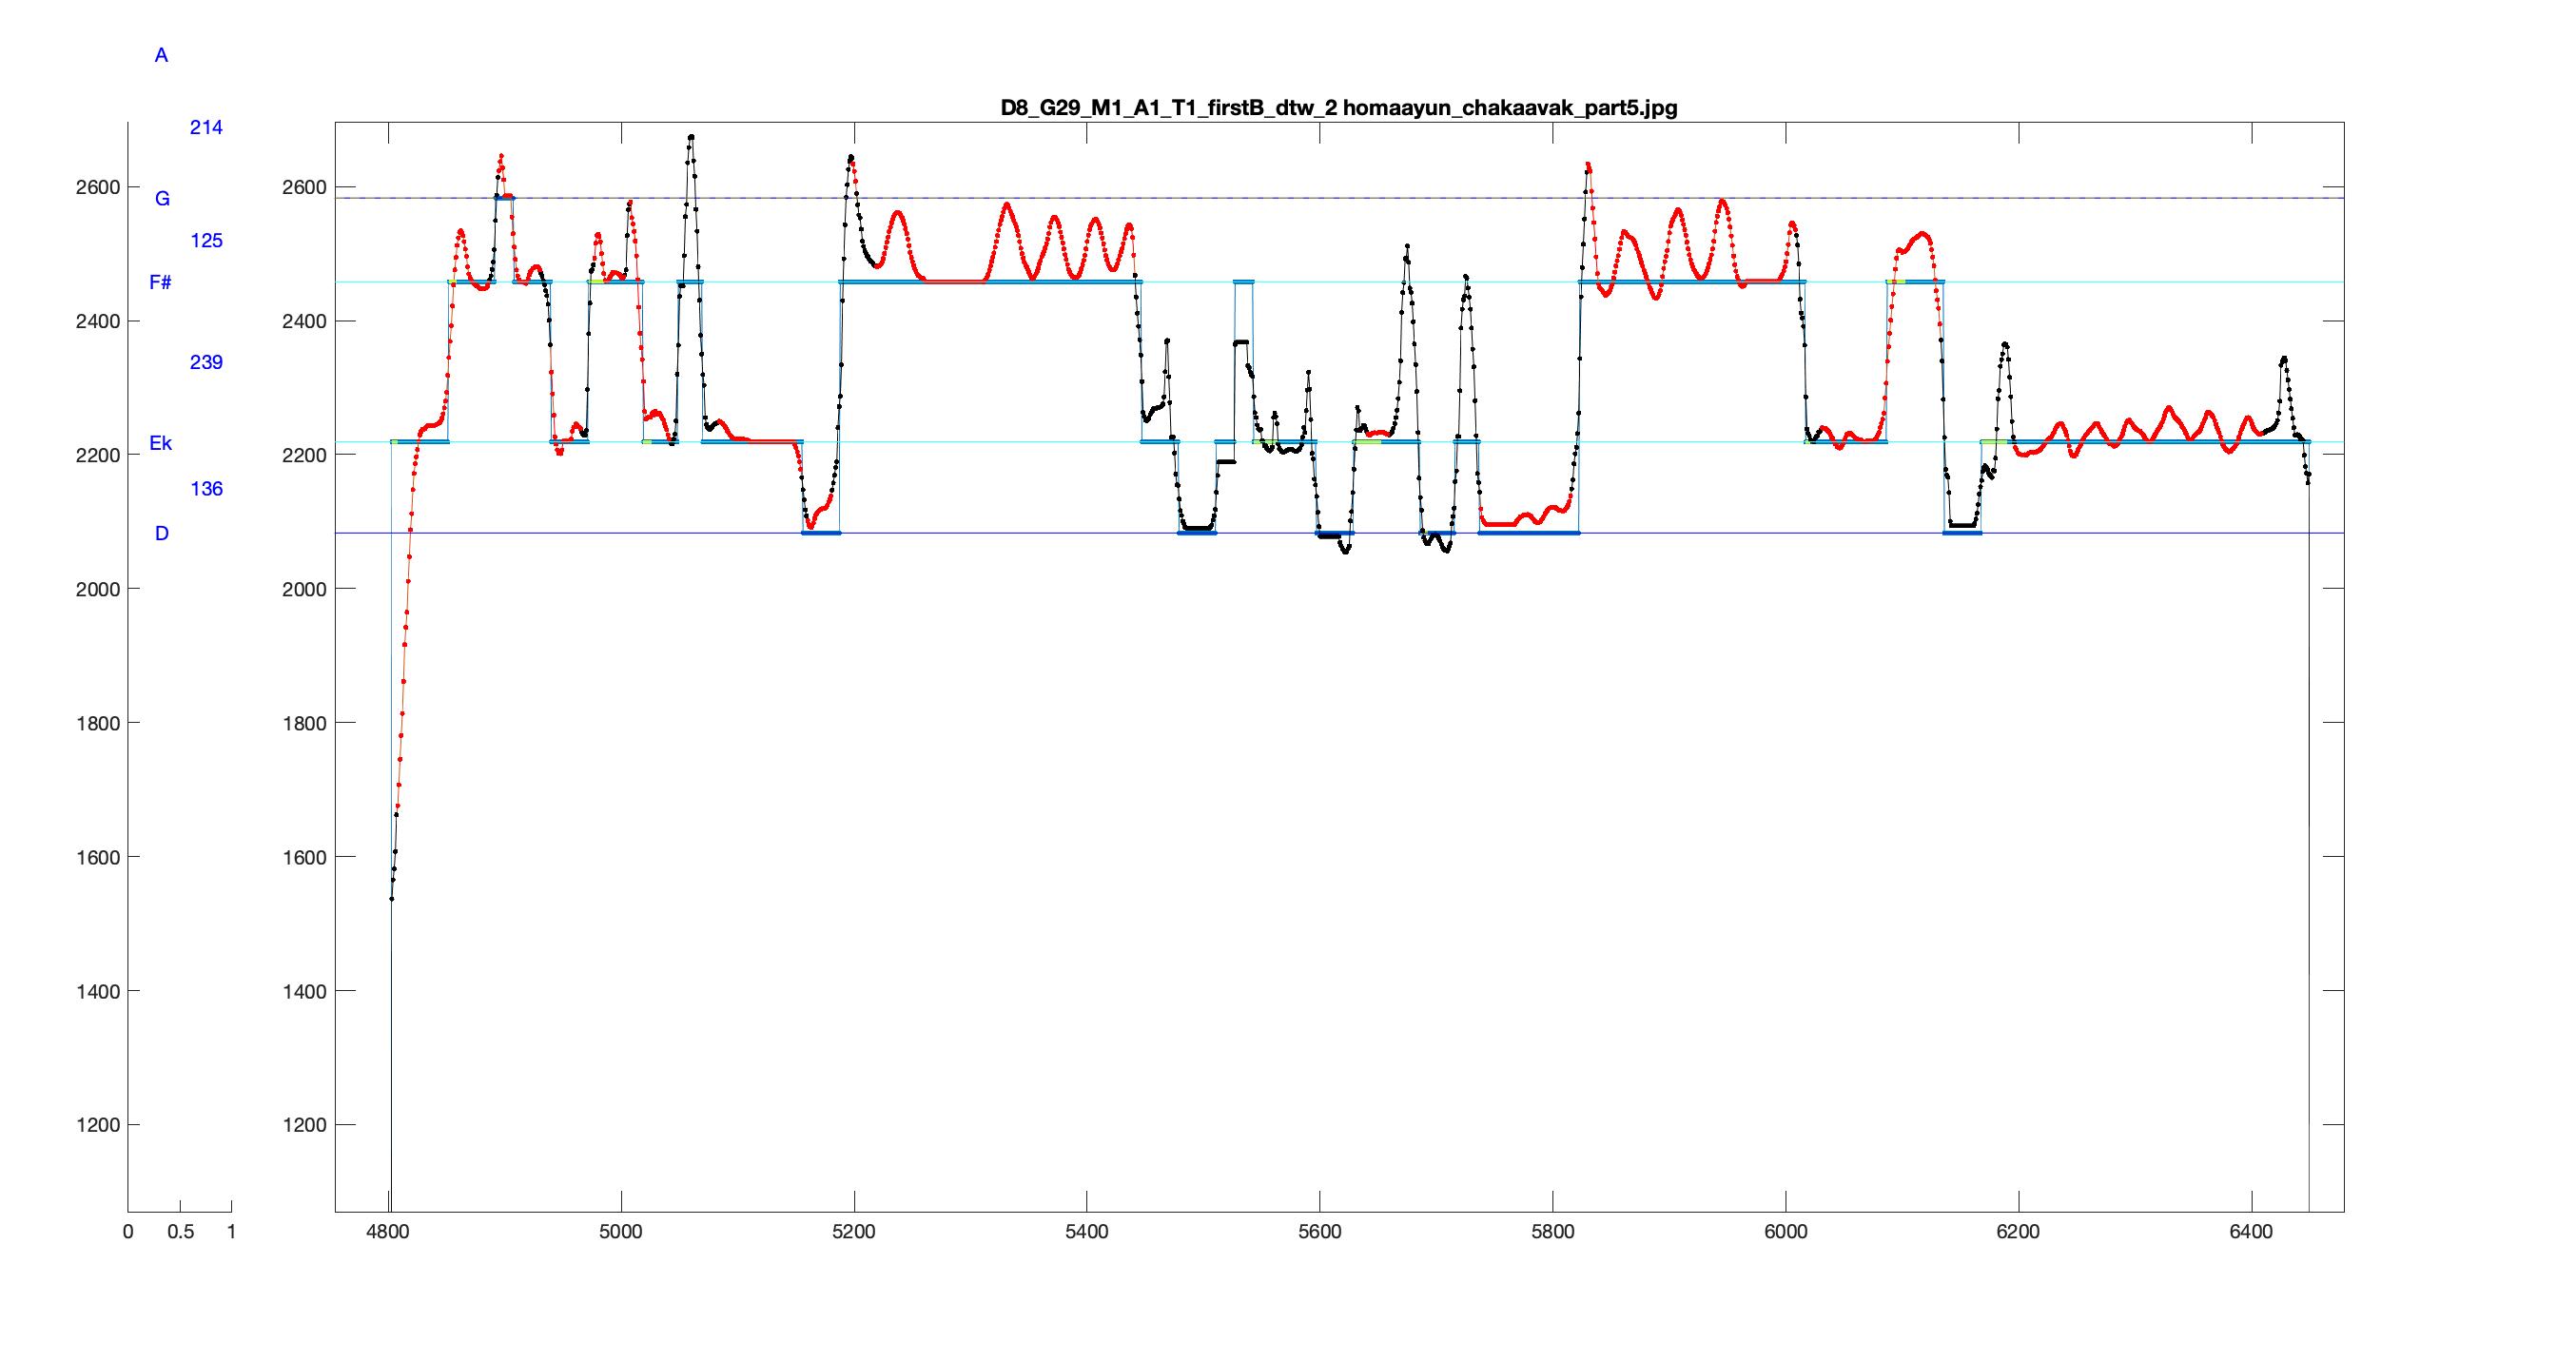 A
D8_G29_M1_A1_T1_firstB_dtw_2 homaayun_chakaavak_part5.jpg
214
2600 G 2600
125
F#
2400 2400
239
Ek
2200 2200
136
D
2000 2000
1800 1800
1600 1600
1400 1400
1200 1200
0 0.5 1 4800 5000 5200 5400 5600 5800 6000 6200 6400